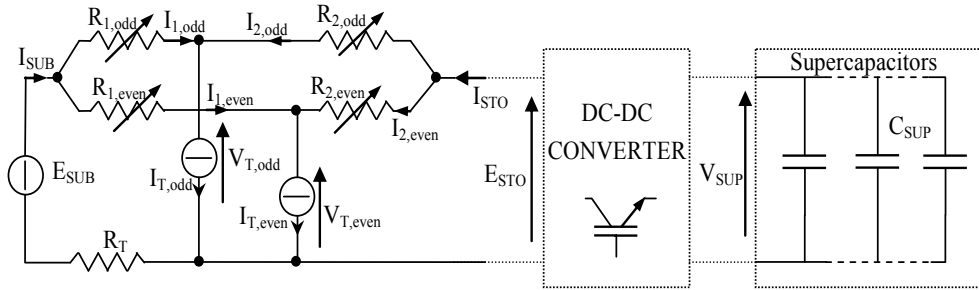 R1,odd I1,odd I2,odd R2,odd
ISUB
R1,even I1,even R2,even I2,even
ISTO
ESUB
IT,odd VT,odd
IT,even VT,even
RT
ESTO
DC-DC
CONVERTER
VSUP
Supercapacitors
CSUP